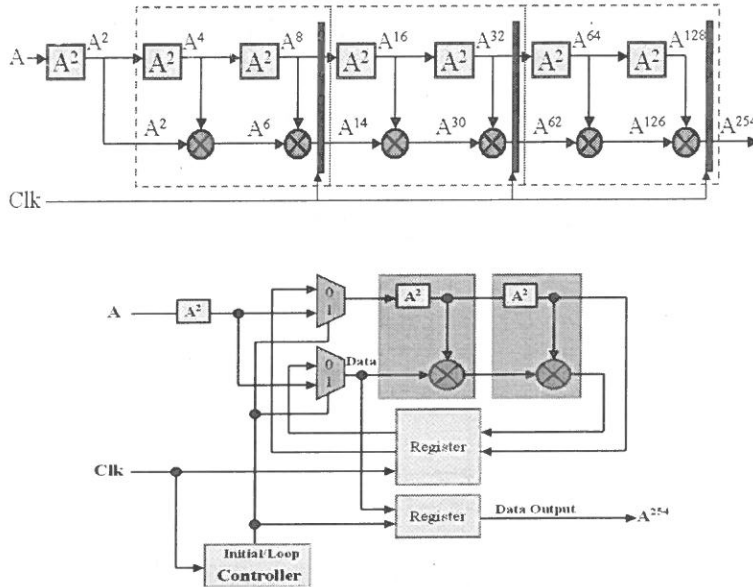 A² A⁴ A⁸ A¹⁶ A³² A⁶⁴ A¹²⁸
A A² A² A² A² A² A² A²
A² A⁶ A¹⁴ A³⁰ A⁶² A¹²⁶ A²⁵⁴
Clk
0
1
A A² A² A²
0
1
Data
Register
Clk
Register
Data Output
A²⁵⁴
Initial/Loop
Controller